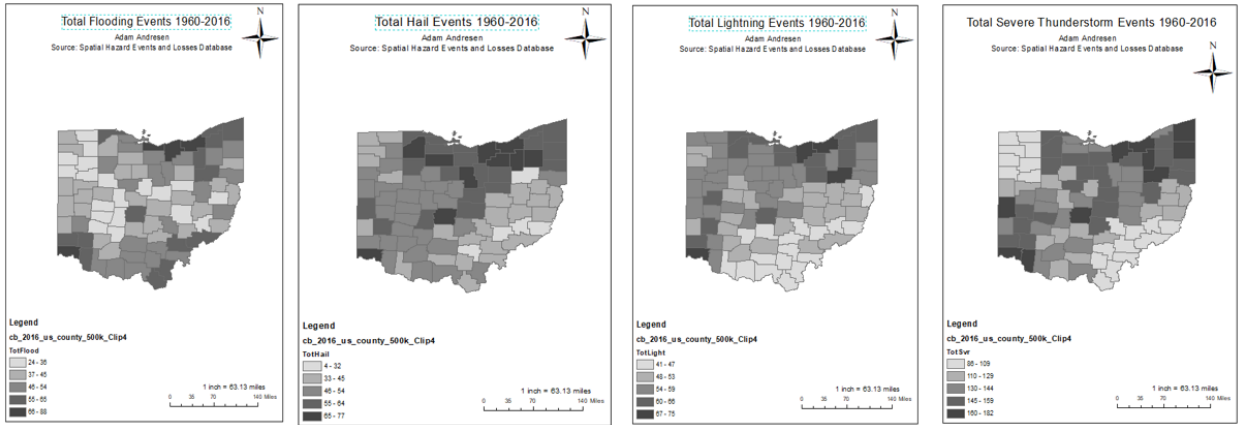 Total Flooding Events 1960-2016
Adam Andresen
Source: Spatial Hazard Events and Losses Database
N
Legend
cb_2016_us_county_500k_Clip4
TotFlood
24 - 36
37 - 45
46 - 54
55 - 65
66 - 88
1 inch = 63.13 miles
0 35 70 140 Miles
Total Hail Events 1960-2016
Adam Andresen
Source: Spatial Hazard Events and Losses Database
N
Legend
cb_2016_us_county_500k_Clip4
TotHail
4 - 32
33 - 45
46 - 54
55 - 64
65 - 77
1 inch = 63.13 miles
0 35 70 140 Miles
Total Lightning Events 1960-2016
Adam Andresen
Source: Spatial Hazard Events and Losses Database
N
Legend
cb_2016_us_county_500k_Clip4
TotLight
41 - 47
48 - 53
54 - 59
60 - 66
67 - 75
1 inch = 63.13 miles
0 35 70 140 Miles
Total Severe Thunderstorm Events 1960-2016
Adam Andresen
Source: Spatial Hazard Events and Losses Database
N
Legend
cb_2016_us_county_500k_Clip4
TotSvr
86 - 109
110 - 129
130 - 144
145 - 159
160 - 182
1 inch = 63.13 miles
0 35 70 140 Miles